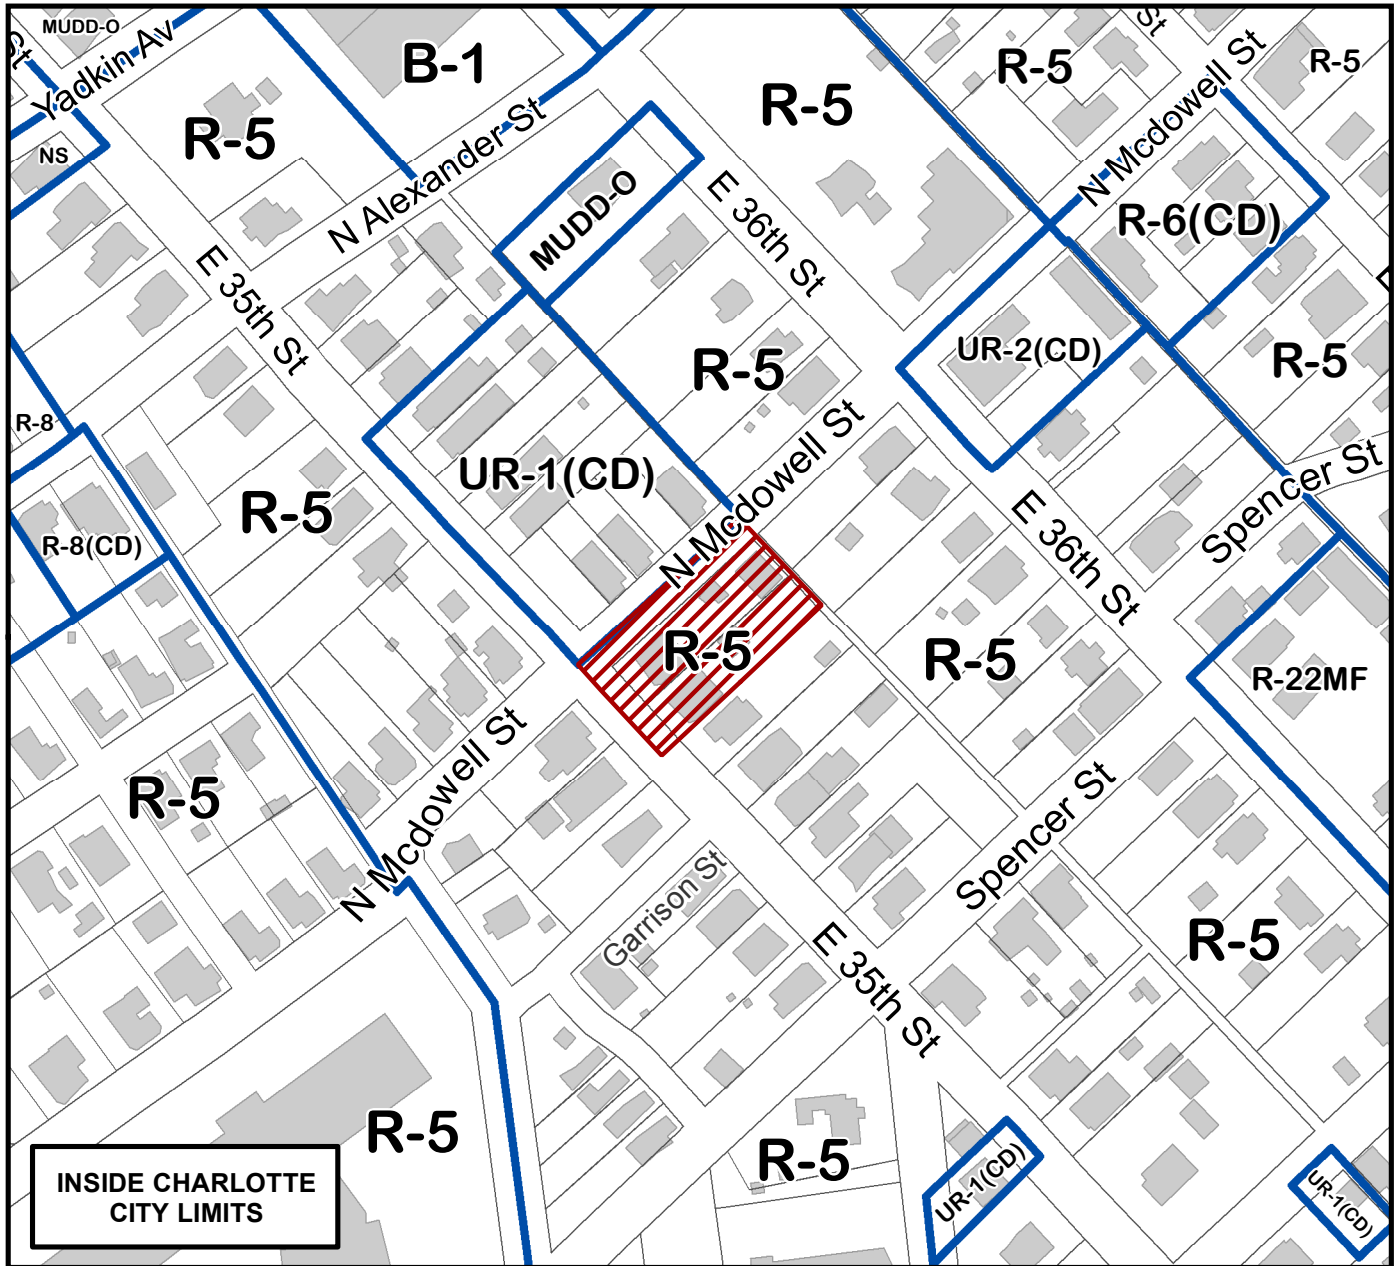 MUDD-O
St
Yadkin Av
B-1
St
N Mcdowell St
R-5
R-5
R-5
R-5
NS
N Alexander St
MUDD-O
E 36th St
R-6(CD)
E 35th St
R-5
UR-2(CD)
R-5
R-8
UR-1(CD)
N Mcdowell St
Spencer St
R-5
R-8(CD)
E 36th St
R-5
R-5
R-22MF
N Mcdowell St
R-5
Spencer St
Garrison St
E 35th St
R-5
R-5
R-5
UR-1(CD)
UR-1(CD)
INSIDE CHARLOTTE
CITY LIMITS